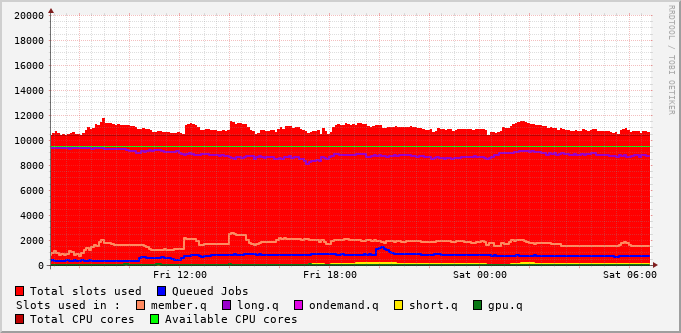 20000
18000
16000
14000
12000
10000
8000
6000
4000
2000
0
Fri 12:00 Fri 18:00 Sat 00:00 Sat 06:00
Total slots used Queued Jobs
Slots used in : member.q long.q ondemand.q short.q gpu.q
Total CPU cores Available CPU cores
RRDTOOL / TOBI OETIKER